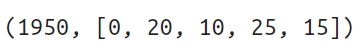 (1950, [0, 20, 10, 25, 15])